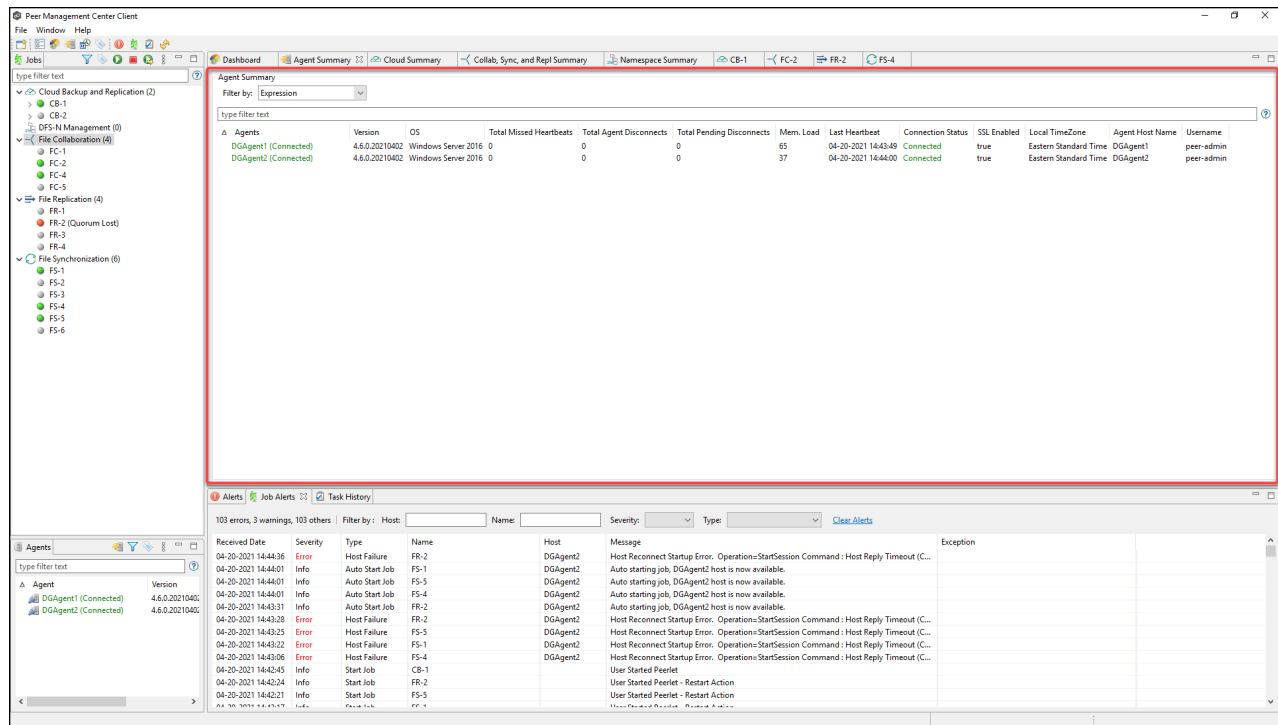 Peer Management Center Client
File Window Help
Jobs
type filter text
Cloud Backup and Replication (2)
CB-1
CB-2
DFS-N Management (0)
File Collaboration (4)
FC-1
FC-2
FC-4
FC-5
File Replication (4)
FR-1
FR-2 (Quorum Lost)
FR-3
FR-4
File Synchronization (6)
FS-1
FS-2
FS-3
FS-4
FS-5
FS-6
Agents
type filter text
Agent Version
DGAgent1 (Connected) 4.6.0.20210402
DGAgent2 (Connected) 4.6.0.20210402
Dashboard Agent Summary Cloud Summary Collab, Sync, and Repl Summary Namespace Summary CB-1 FC-2 FR-2 FS-4
Agent Summary
Filter by: Expression
type filter text
Agents Version OS Total Missed Heartbeats Total Agent Disconnects Total Pending Disconnects Mem. Load Last Heartbeat Connection Status SSL Enabled Local TimeZone Agent Host Name Username
DGAgent1 (Connected) 4.6.0.20210402 Windows Server 2016 0 0 0 65 04-20-2021 14:43:49 Connected true Eastern Standard Time DGAgent1 peer-admin
DGAgent2 (Connected) 4.6.0.20210402 Windows Server 2016 0 0 0 37 04-20-2021 14:44:00 Connected true Eastern Standard Time DGAgent2 peer-admin
Alerts Job Alerts Task History
103 errors, 3 warnings, 103 others Filter by : Host: Name: Severity: Type: Clear Alerts
Received Date Severity Type Name Host Message Exception
04-20-2021 14:44:36 Error Host Failure FR-2 DGAgent2 Host Reconnect Startup Error. Operation=StartSession Command : Host Reply Timeout (C...
04-20-2021 14:44:01 Info Auto Start Job FS-1 DGAgent2 Auto starting job, DGAgent2 host is now available.
04-20-2021 14:44:01 Info Auto Start Job FS-5 DGAgent2 Auto starting job, DGAgent2 host is now available.
04-20-2021 14:44:01 Info Auto Start Job FS-4 DGAgent2 Auto starting job, DGAgent2 host is now available.
04-20-2021 14:43:31 Info Auto Start Job FR-2 DGAgent2 Auto starting job, DGAgent2 host is now available.
04-20-2021 14:43:28 Error Host Failure FR-2 DGAgent2 Host Reconnect Startup Error. Operation=StartSession Command : Host Reply Timeout (C...
04-20-2021 14:43:25 Error Host Failure FS-5 DGAgent2 Host Reconnect Startup Error. Operation=StartSession Command : Host Reply Timeout (C...
04-20-2021 14:43:22 Error Host Failure FS-1 DGAgent2 Host Reconnect Startup Error. Operation=StartSession Command : Host Reply Timeout (C...
04-20-2021 14:43:06 Error Host Failure FS-4 DGAgent2 Host Reconnect Startup Error. Operation=StartSession Command : Host Reply Timeout (C...
04-20-2021 14:42:45 Info Start Job CB-1 User Started Peerlet
04-20-2021 14:42:24 Info Start Job FR-2 User Started Peerlet - Restart Action
04-20-2021 14:42:21 Info Start Job FS-5 User Started Peerlet - Restart Action
04-20-2021 14:42:17 Info Start Job FS-1 User Started Peerlet - Restart Action